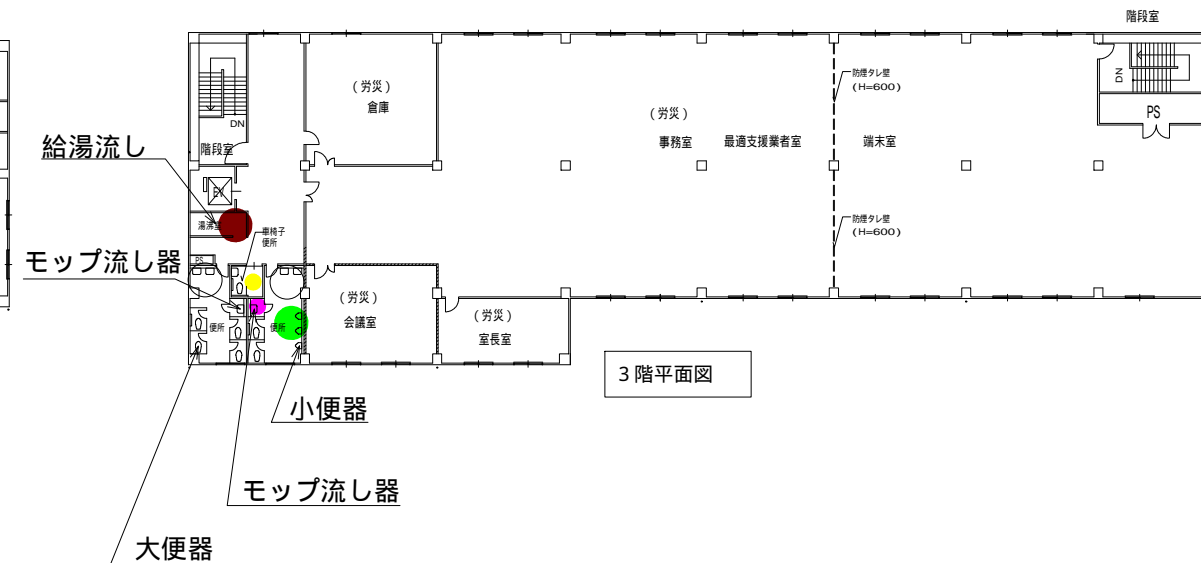 階段室
DN
PS
防煙タレ壁
(H=600)
(労災)
倉庫
(労災)
事務室
最適支援業者室
端末室
DN
階段室
給湯流し
EV
湯沸室
車椅子
便所
防煙タレ壁
(H=600)
モップ流し器
PS
(労災)
会議室
(労災)
室長室
便所
便所
3階平面図
小便器
モップ流し器
大便器